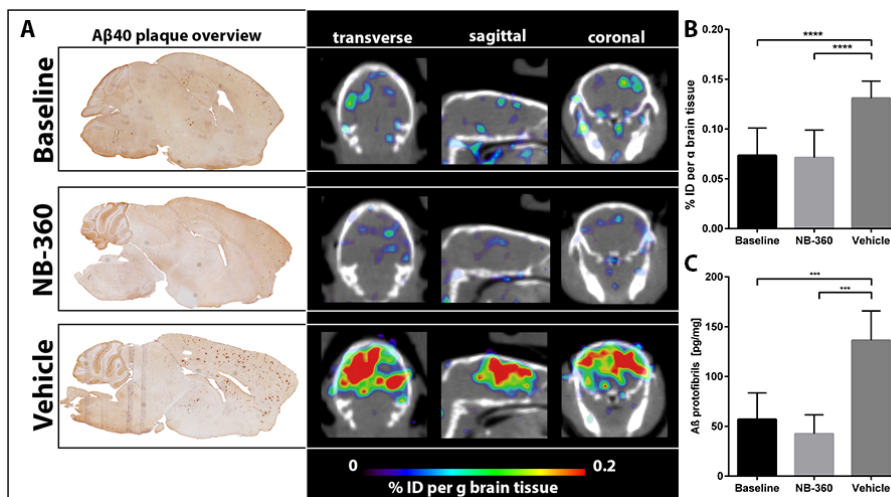 A
Aβ40 plaque overview
transverse
sagittal
coronal
Baseline
NB-360
Vehicle
0
0.2
% ID per g brain tissue
B
% ID per g brain tissue
0.20
0.15
0.10
0.05
0.00
****
****
Baseline
NB-360
Vehicle
C
Aß protofibrils [pg/mg]
200
150
100
50
0
***
***
Baseline
NB-360
Vehicle